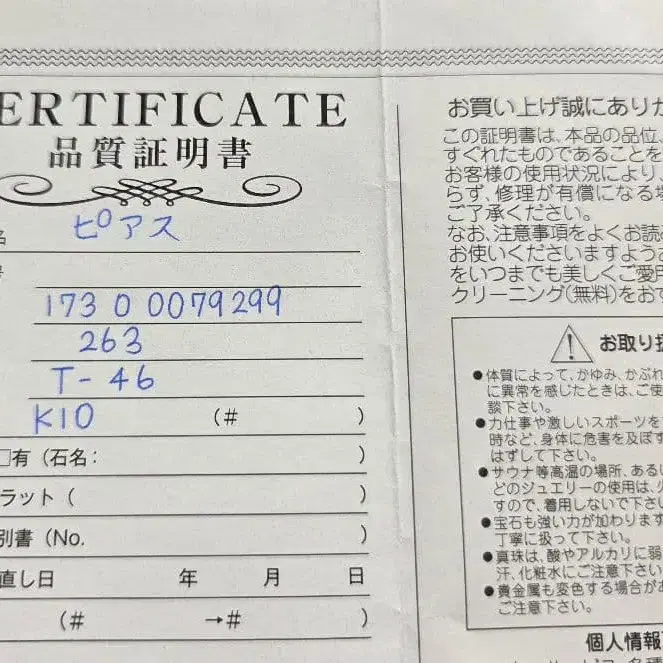 ERTIFICATE
品質証明書
名 ピアス
173 0 0079299
263
T-46
K10 (# )
□有(石名: )
ラット( )
別書(No. )
直し日 年 月 日
(# →# )
お買い上げ誠にありが
この証明書は、本品の品位、
すぐれたものであることを
お客様の使用状況により、
らず、修理が有償になる場
ご了承ください。
なお、注意事項をよくお読み
お使いくださいますようお
をいつまでも美しくご愛用
クリーニング(無料)をおで
お取り扱
●体質によって、かゆみ、かぶれ
に異常を感じたときは、ご使
談下さい。
●力仕事や激しいスポーツを
時など、身体に危害を及ぼす
はずして下さい。
●サウナ等高温の場所、あるい
どのジュエリーの使用は、火
すので、着用しないで下さい
●宝石も強い力が加わります
丁寧に扱って下さい。
●真珠は、酸やアルカリに弱
汗、化粧水にご注意下さい
●貴金属も変色する場合があ
ご注意下さい。
個人情報